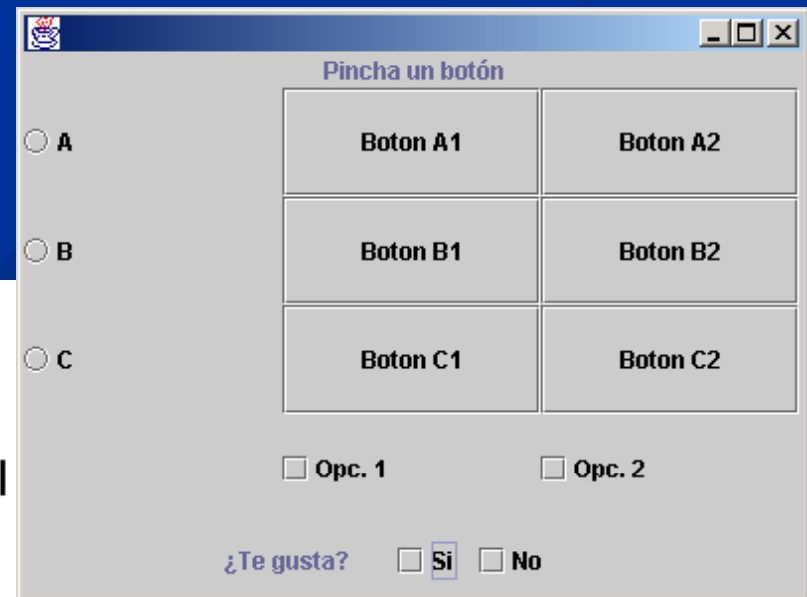 Pincha un botón
A Boton A1 Boton A2
B Boton B1 Boton B2
C Boton C1 Boton C2
Opc. 1 Opc. 2
¿Te gusta? Si No